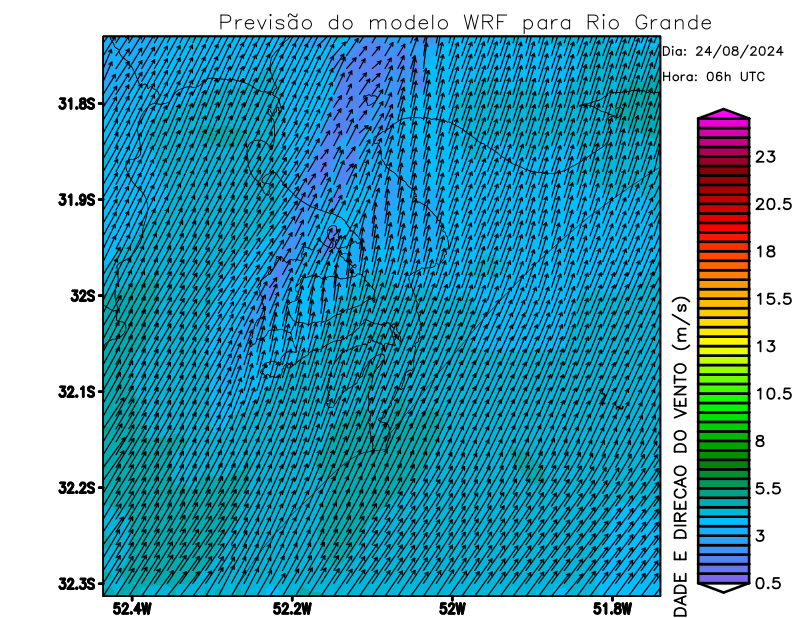 Previsão do modelo WRF para Rio Grande
Dia: 24/08/2024
Hora: 06h UTC
31.8S
31.9S
32S
32.1S
32.2S
32.3S
52.4W
52.2W
52W
51.8W
23
20.5
18
15.5
13
10.5
8
5.5
3
0.5
DADE E DIRECAO DO VENTO (m/s)